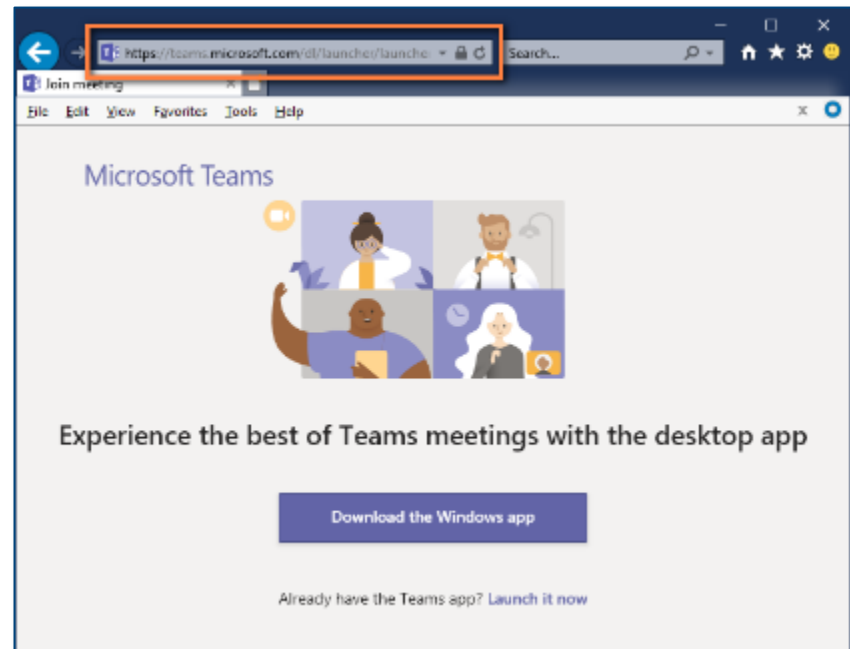 https://teams.microsoft.com/dl/launcher/launche
Search...
Join meeting
File Edit View Favorites Tools Help
Microsoft Teams
Experience the best of Teams meetings with the desktop app
Download the Windows app
Already have the Teams app? Launch it now